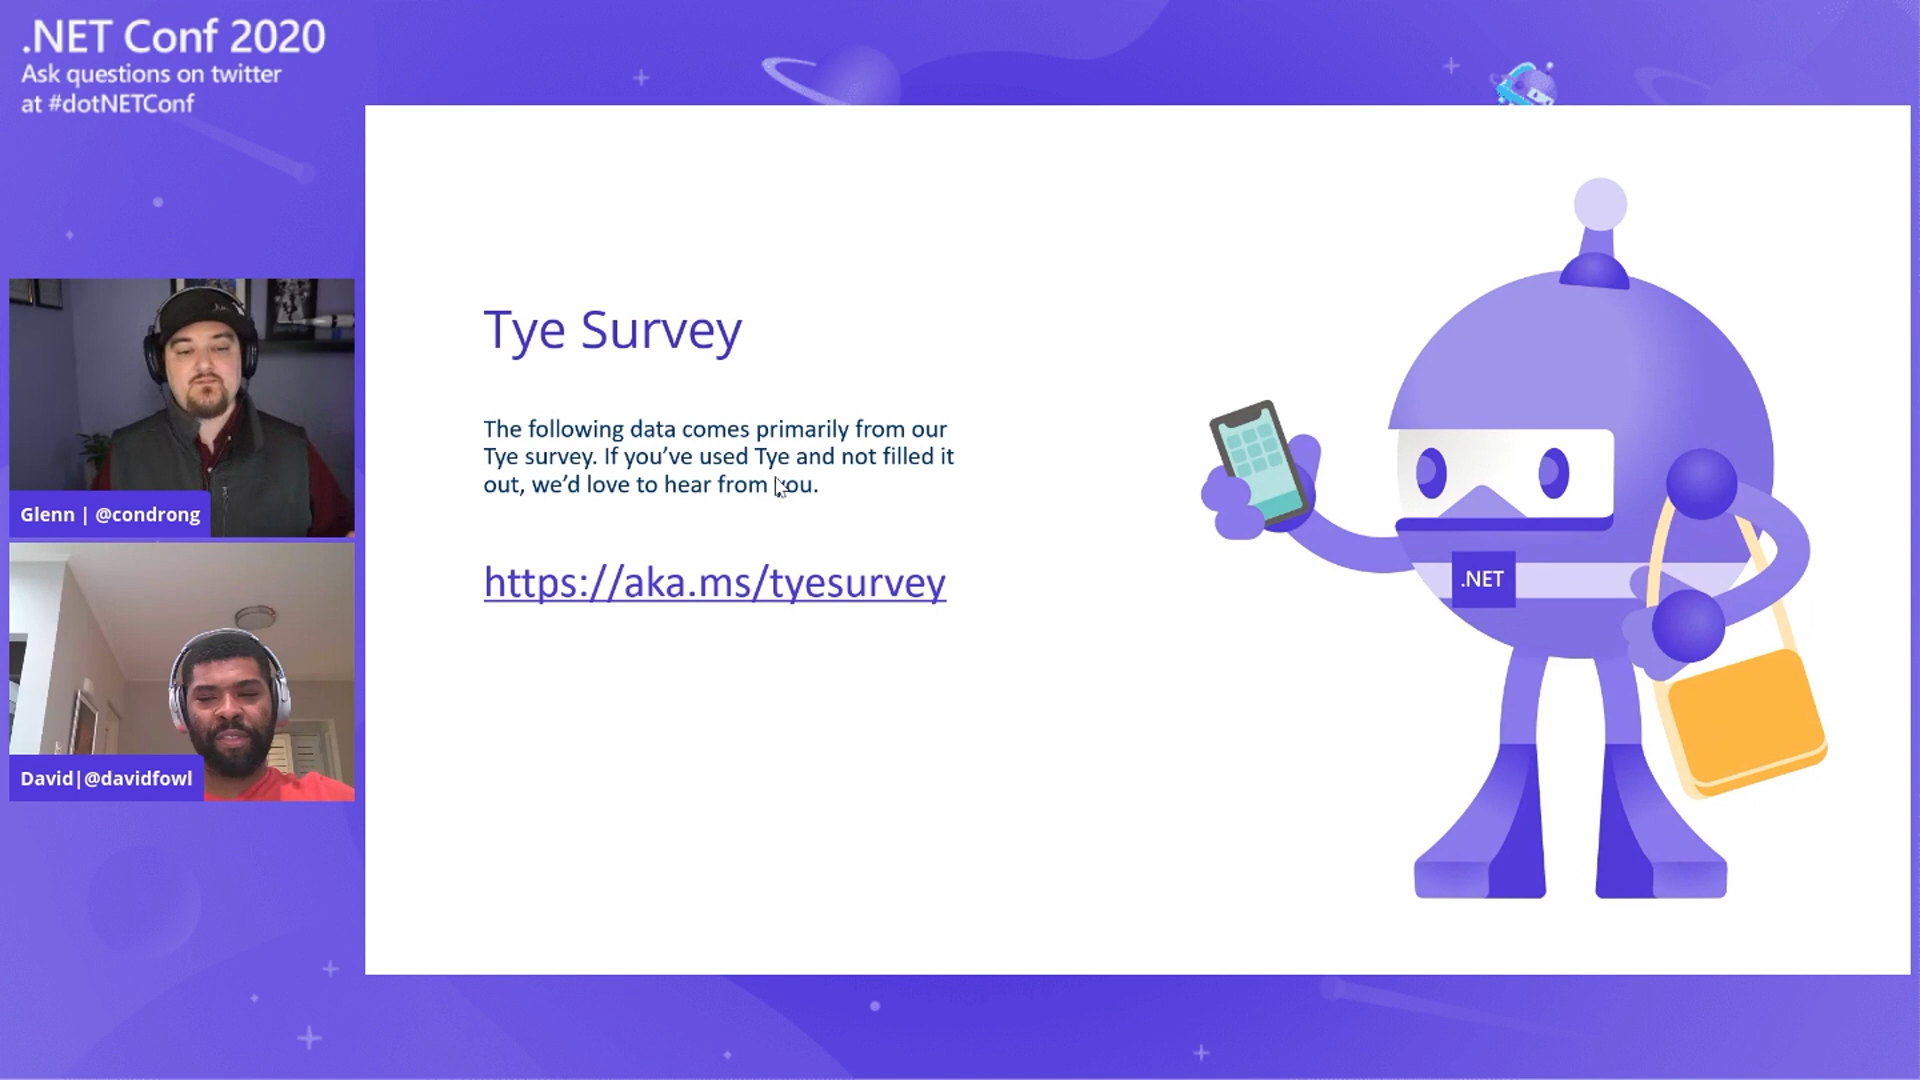 .NET Conf 2020
Ask questions on twitter
at #dotNETConf
Glenn | @condrong
David|@davidfowl
Tye Survey
The following data comes primarily from our
Tye survey. If you’ve used Tye and not filled it
out, we’d love to hear from you.
https://aka.ms/tyesurvey
.NET